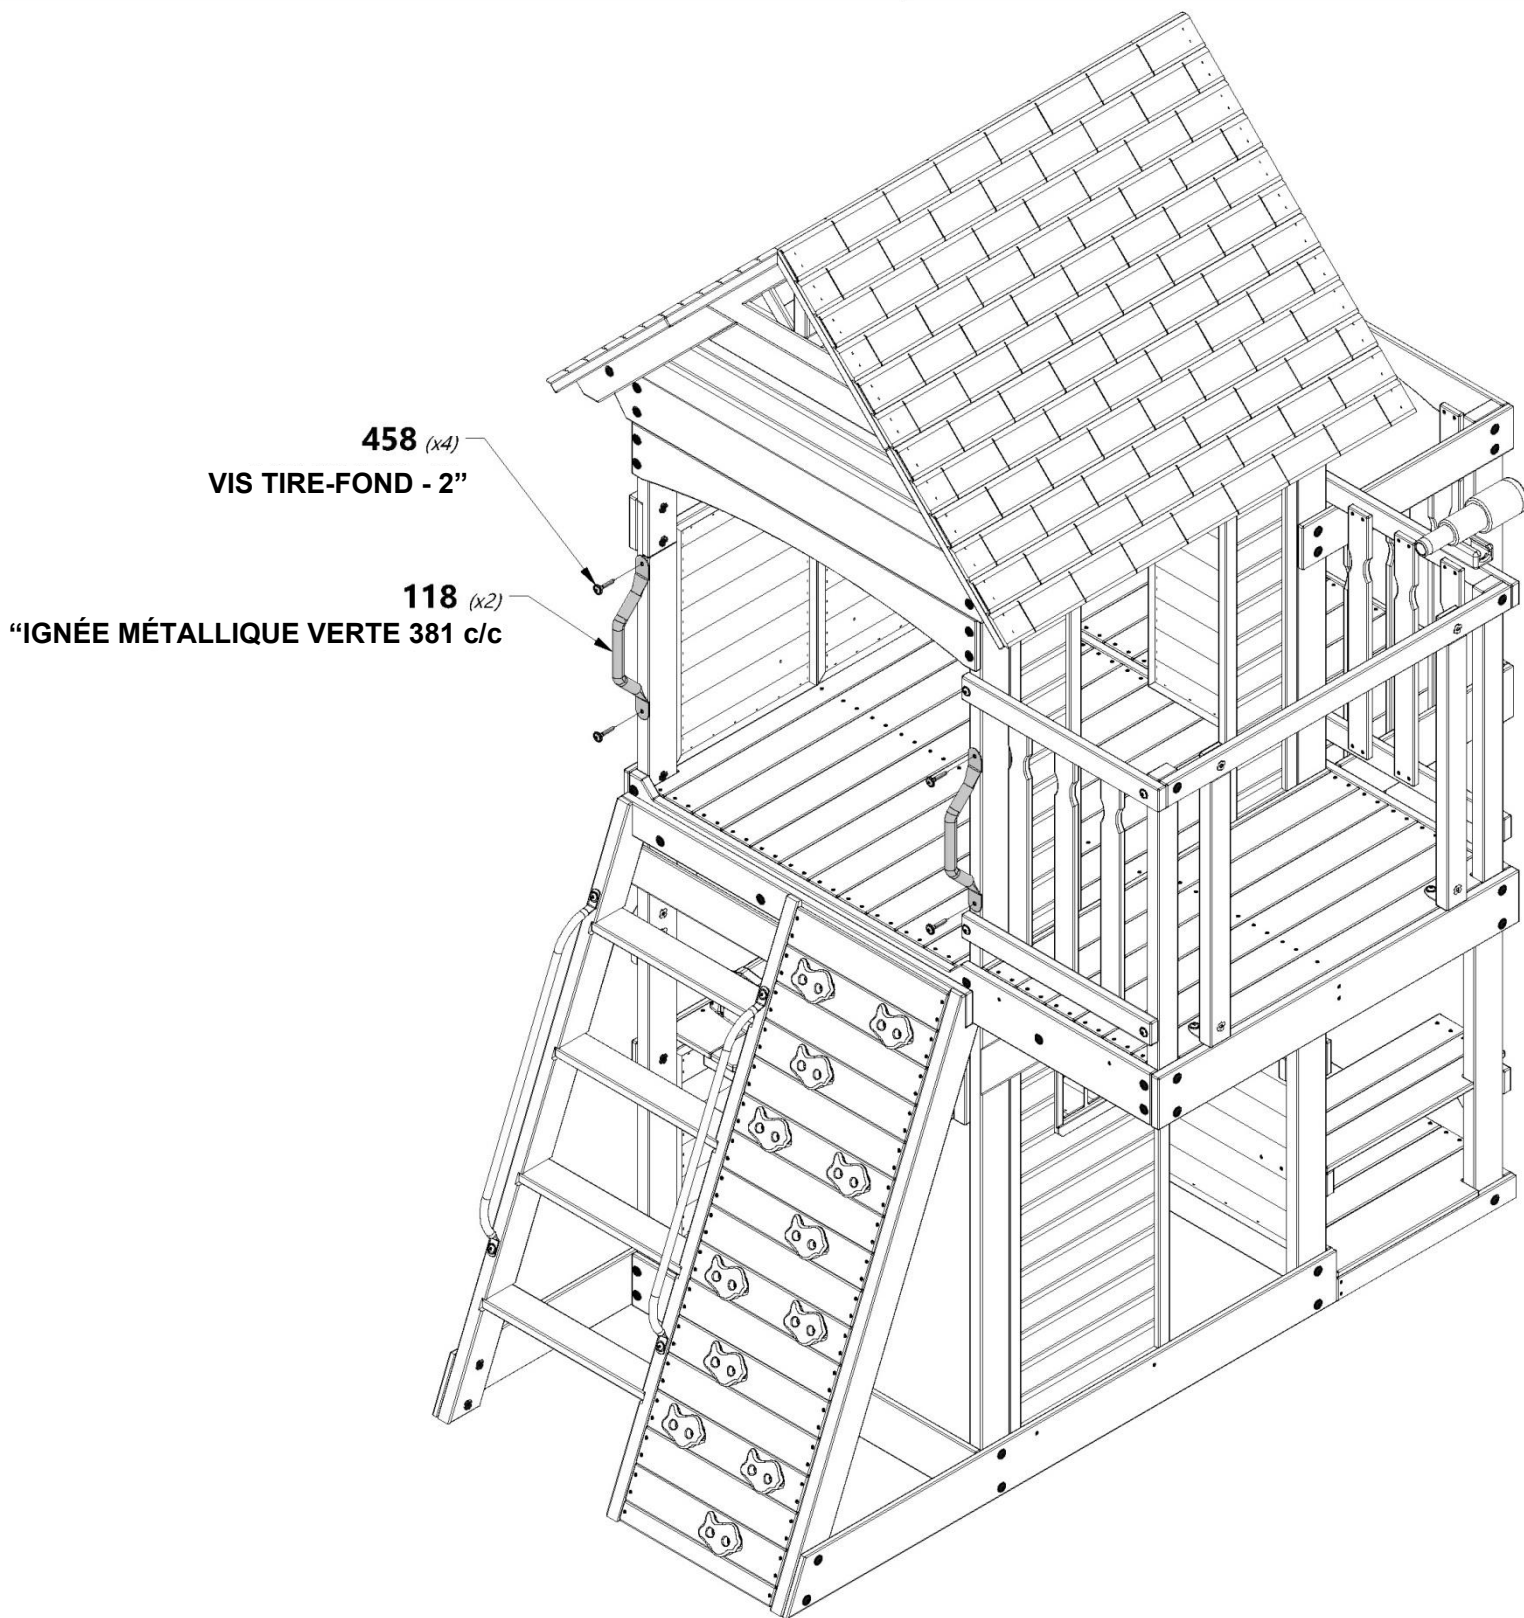 458 (x4)
VIS TIRE-FOND - 2”
118 (x2)
“IGNÉE MÉTALLIQUE VERTE 381 c/c